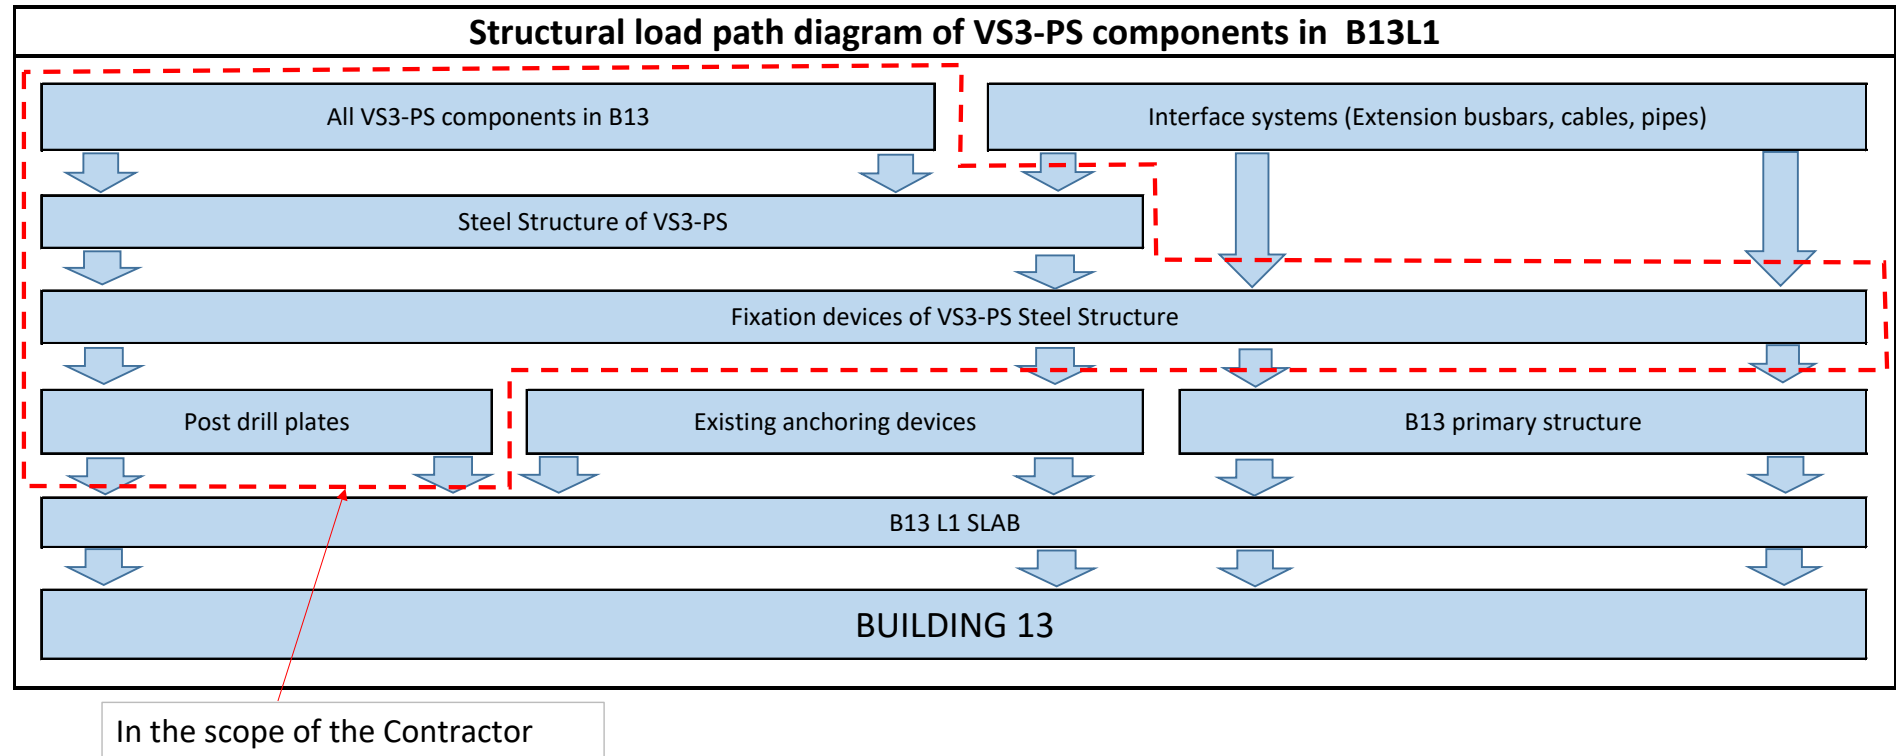 Structural load path diagram of VS3-PS components in B13L1
All VS3-PS components in B13
Interface systems (Extension busbars, cables, pipes)
Steel Structure of VS3-PS
Fixation devices of VS3-PS Steel Structure
Post drill plates
Existing anchoring devices
B13 primary structure
B13 L1 SLAB
BUILDING 13
In the scope of the Contractor